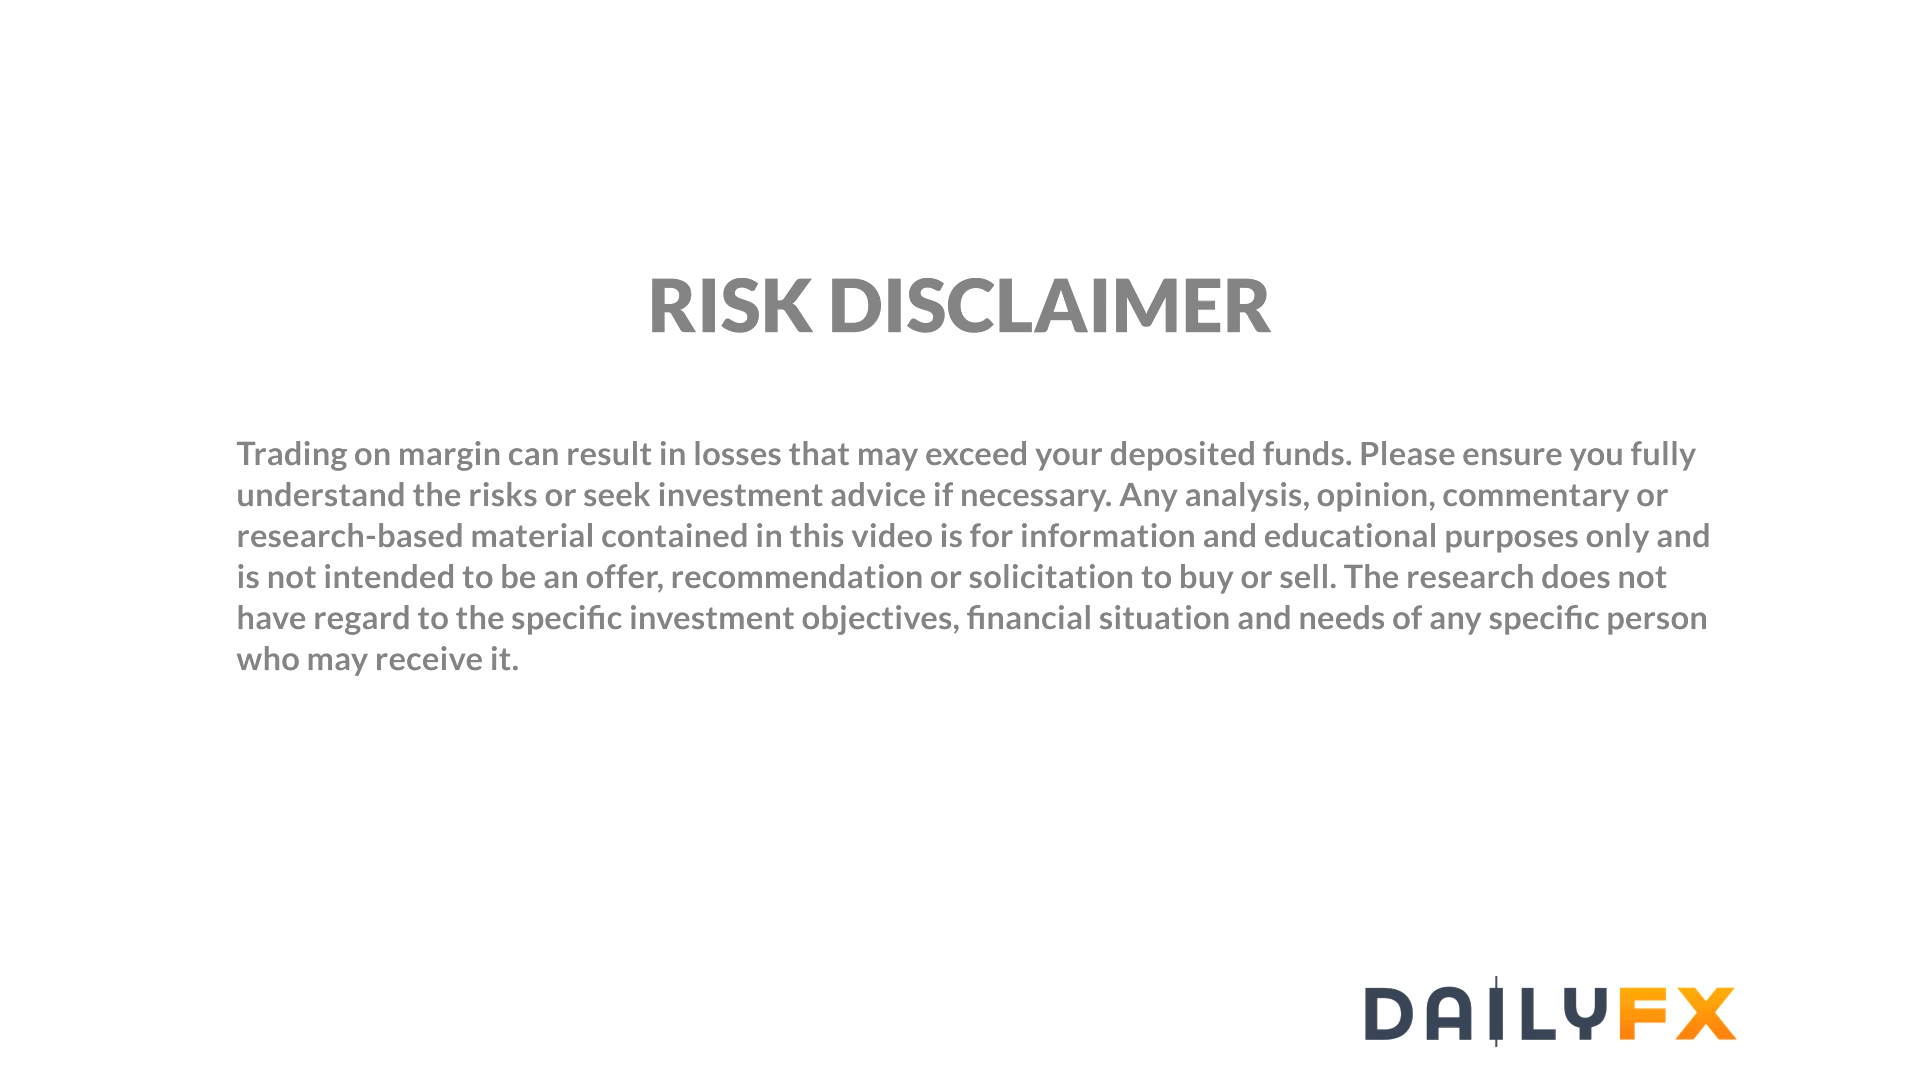 RISK DISCLAIMER
Trading on margin can result in losses that may exceed your deposited funds. Please ensure you fully
understand the risks or seek investment advice if necessary. Any analysis, opinion, commentary or
research-based material contained in this video is for information and educational purposes only and
is not intended to be an offer, recommendation or solicitation to buy or sell. The research does not
have regard to the specific investment objectives, financial situation and needs of any specific person
who may receive it.
DAILYFX